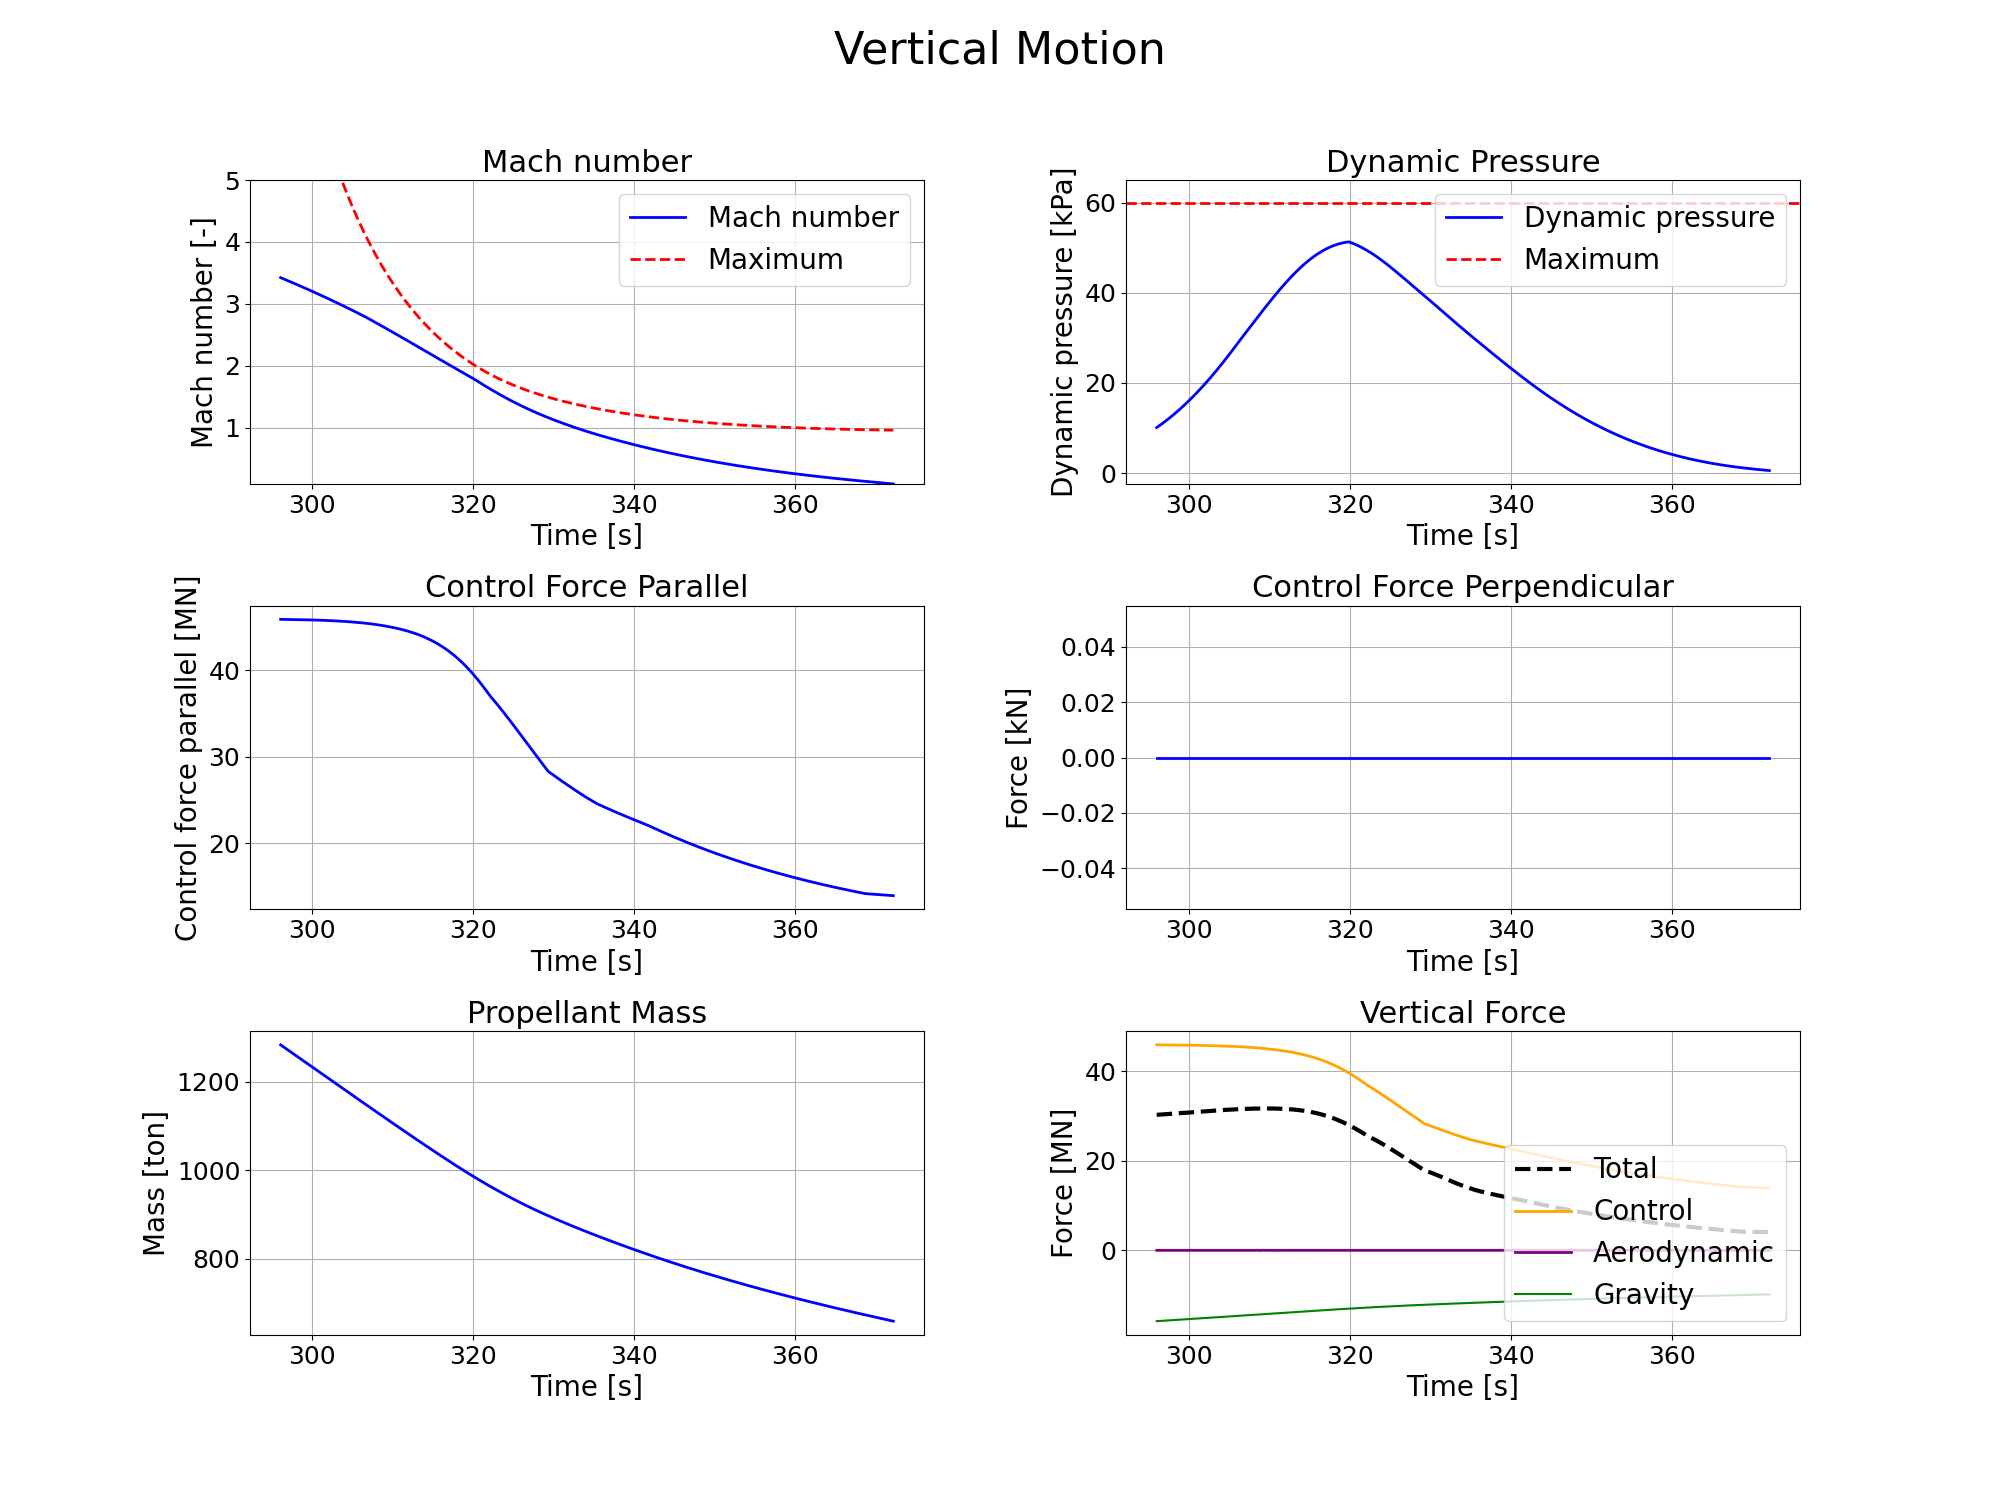 Vertical Motion
Mach number
Mach number [-]
5
4
3
2
1
Mach number
Maximum
300 320 340 360
Time [s]
Dynamic Pressure
Dynamic pressure [kPa]
60
40
20
0
Dynamic pressure
Maximum
300 320 340 360
Time [s]
Control Force Parallel
Control force parallel [MN]
40
30
20
300 320 340 360
Time [s]
Control Force Perpendicular
Force [kN]
0.04
0.02
0.00
−0.02
−0.04
300 320 340 360
Time [s]
Propellant Mass
Mass [ton]
1200
1000
800
300 320 340 360
Time [s]
Vertical Force
Force [MN]
40
20
0
Total
Control
Aerodynamic
Gravity
300 320 340 360
Time [s]